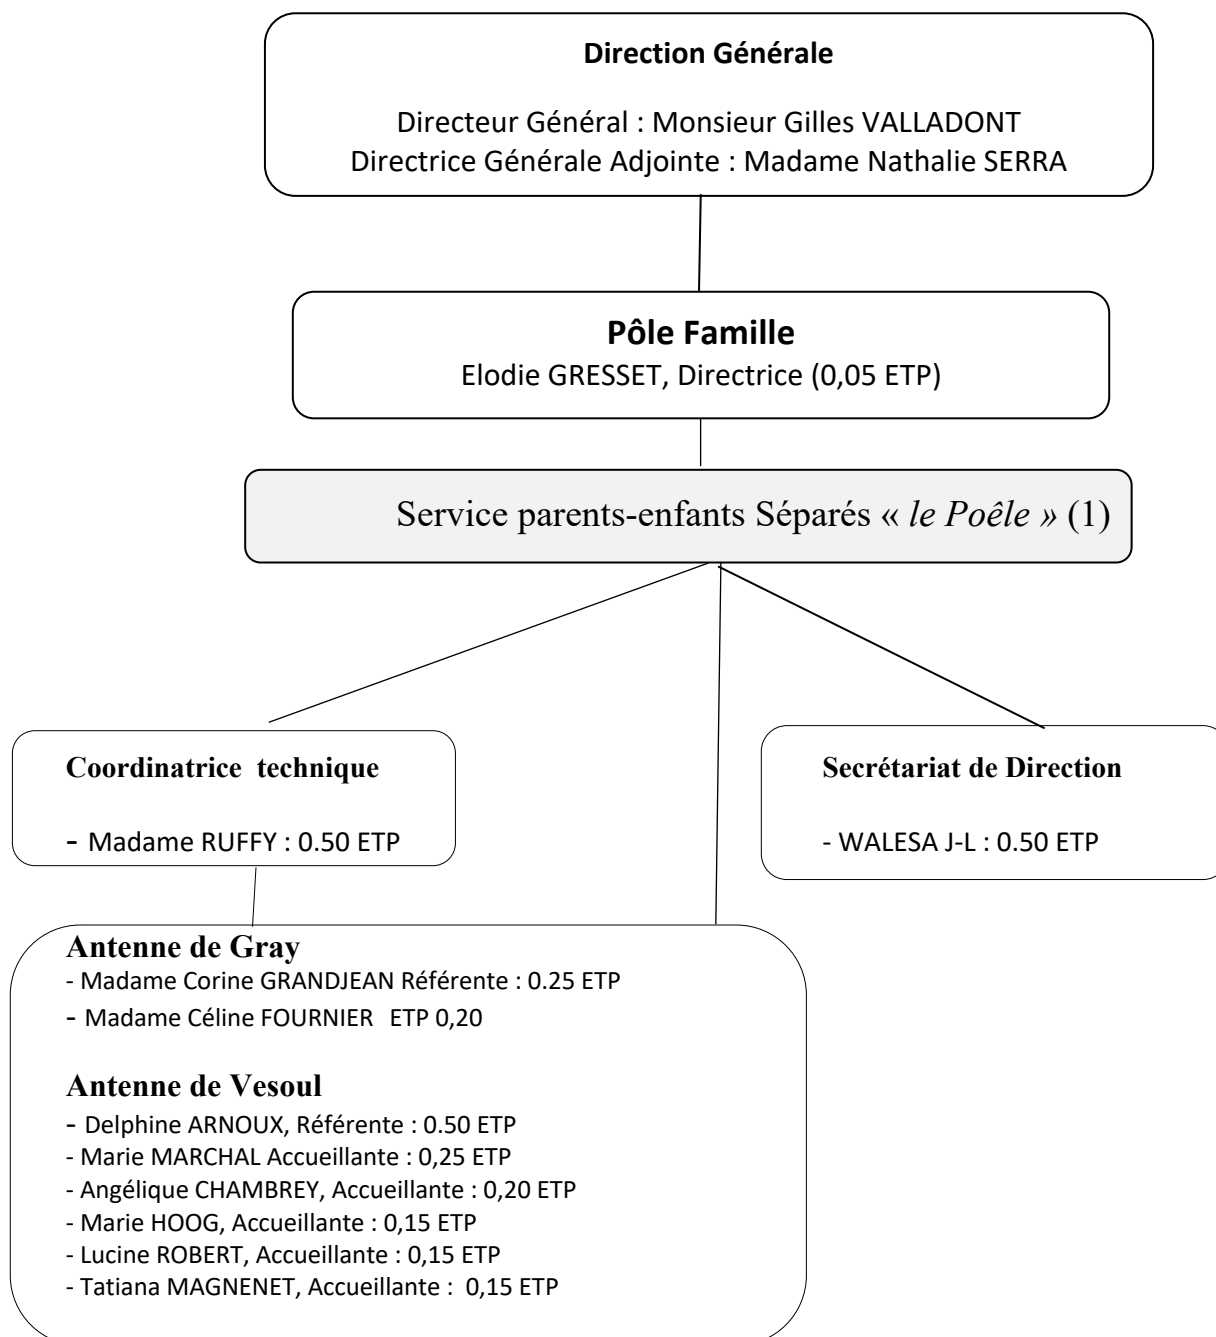 Direction Générale
Directeur Général : Monsieur Gilles VALLADONT
Directrice Générale Adjointe : Madame Nathalie SERRA
Pôle Famille
Elodie GRESSET, Directrice (0,05 ETP)
Service parents-enfants Séparés « le Poêle » (1)
Coordinatrice technique
- Madame RUFFY : 0.50 ETP
Secrétariat de Direction
- WALESA J-L : 0.50 ETP
Antenne de Gray
- Madame Corine GRANDJEAN Référente : 0.25 ETP
- Madame Céline FOURNIER ETP 0,20
Antenne de Vesoul
- Delphine ARNOUX, Référente : 0.50 ETP
- Marie MARCHAL Accueillante : 0,25 ETP
- Angélique CHAMBREY, Accueillante : 0,20 ETP
- Marie HOOG, Accueillante : 0,15 ETP
- Lucine ROBERT, Accueillante : 0,15 ETP
- Tatiana MAGNENET, Accueillante : 0,15 ETP